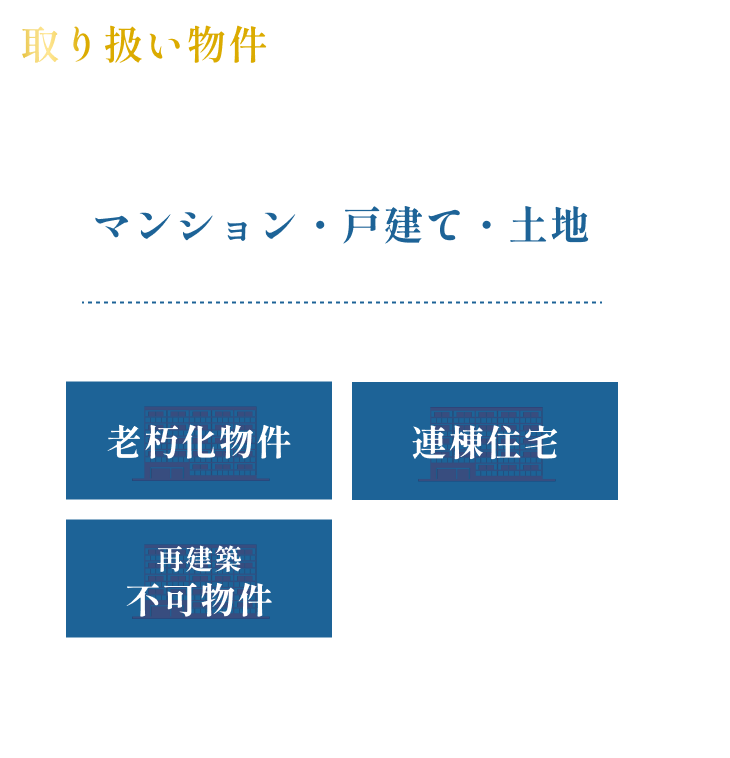 取り扱い物件
マンション・戸建て・土地
老朽化物件
連棟住宅
再建築
不可物件